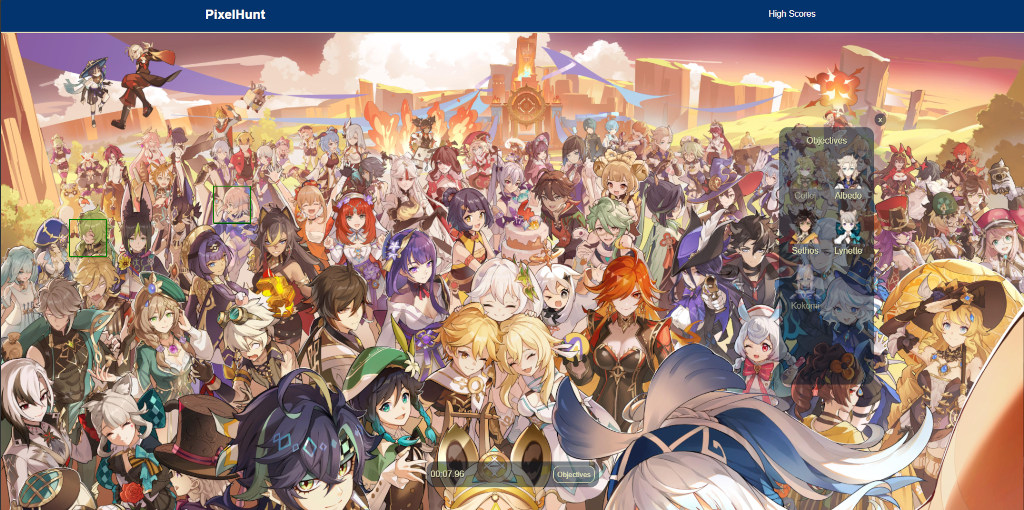 PixelHunt
High Scores
x
Objectives
Collei
Albedo
Sethos
Lynette
Kokomi
00:07.96
Objectives